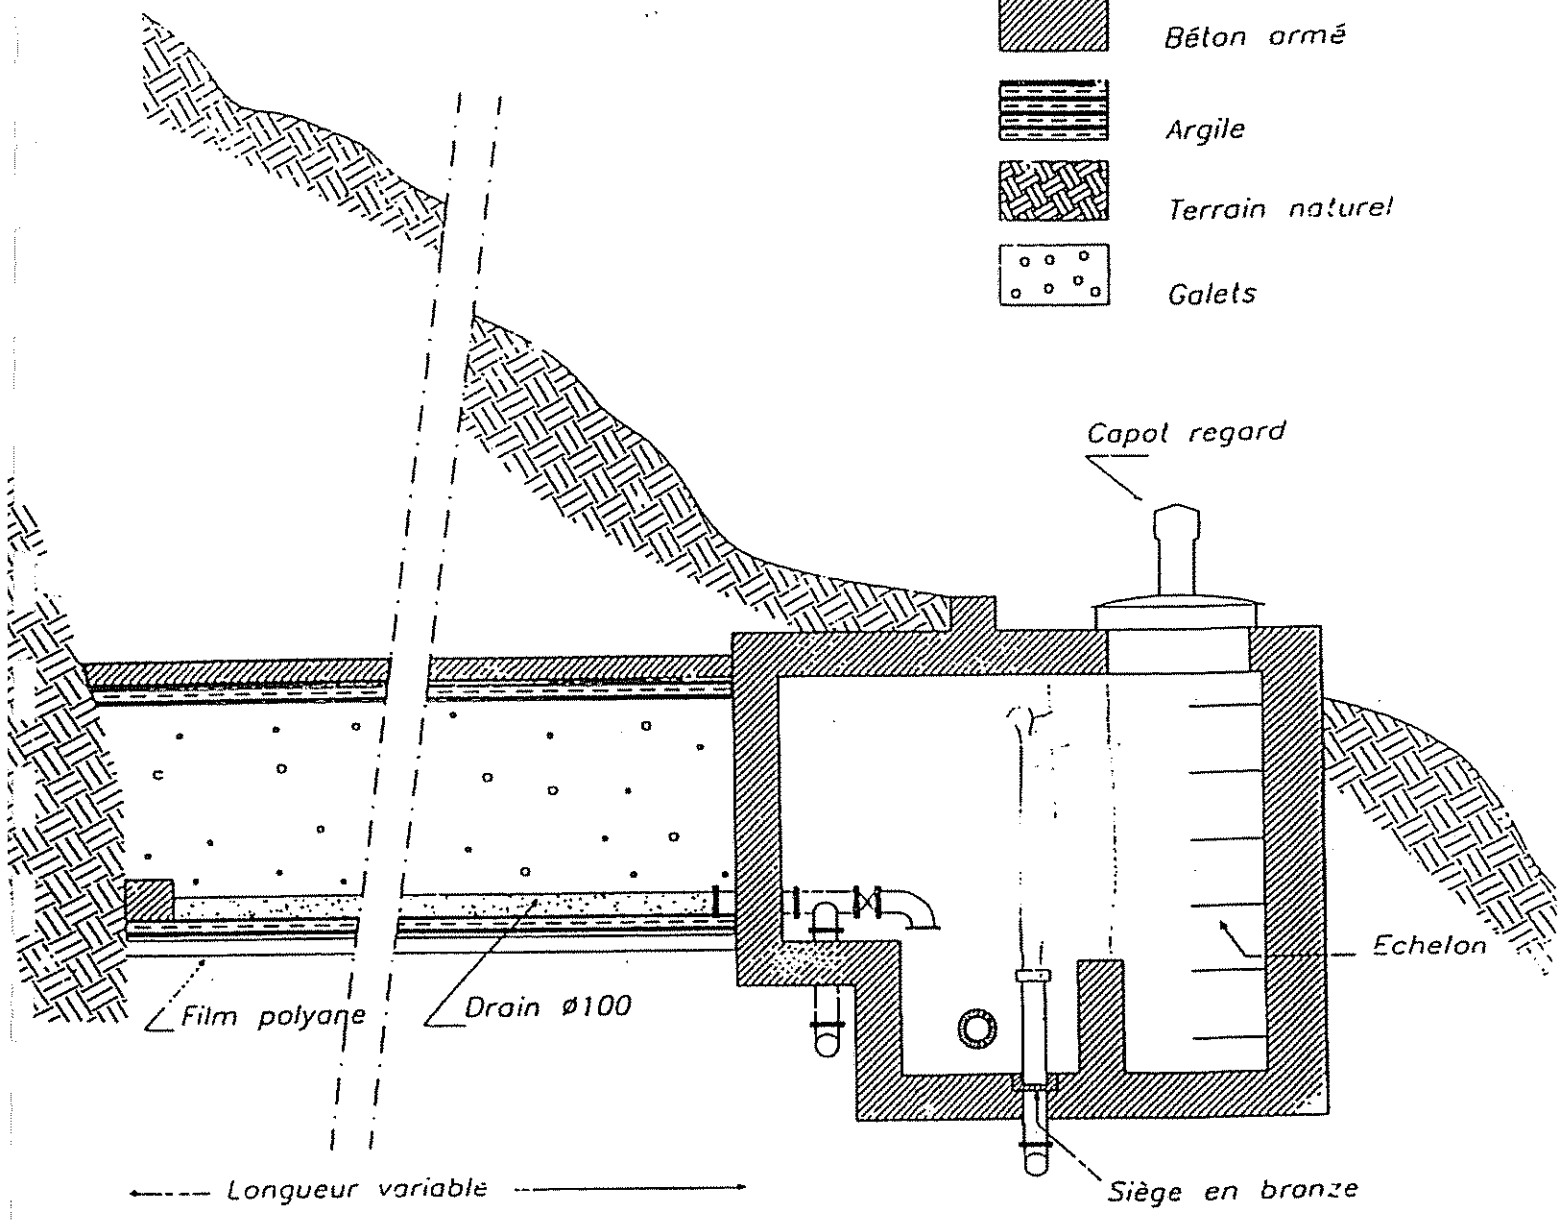 Béton armé
Argile
Terrain naturel
Galets
Capot regard
Echelon
Film polyane
Drain ø100
Longueur variable
Siège en bronze